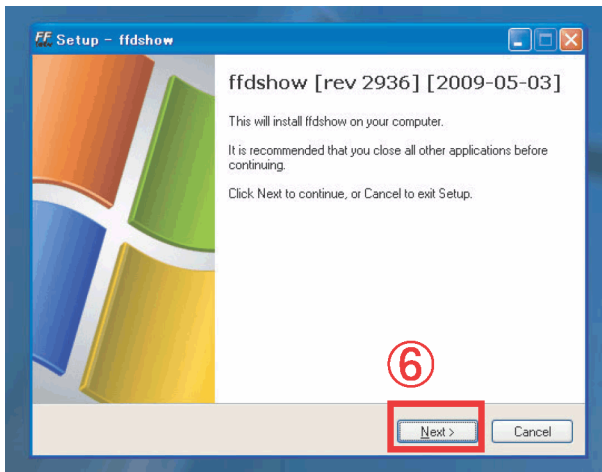 FF Setup - ffdshow
ffdshow [rev 2936] [2009-05-03]
This will install ffdshow on your computer.
It is recommended that you close all other applications before
continuing.
Click Next to continue, or Cancel to exit Setup.
⑥
Next > Cancel